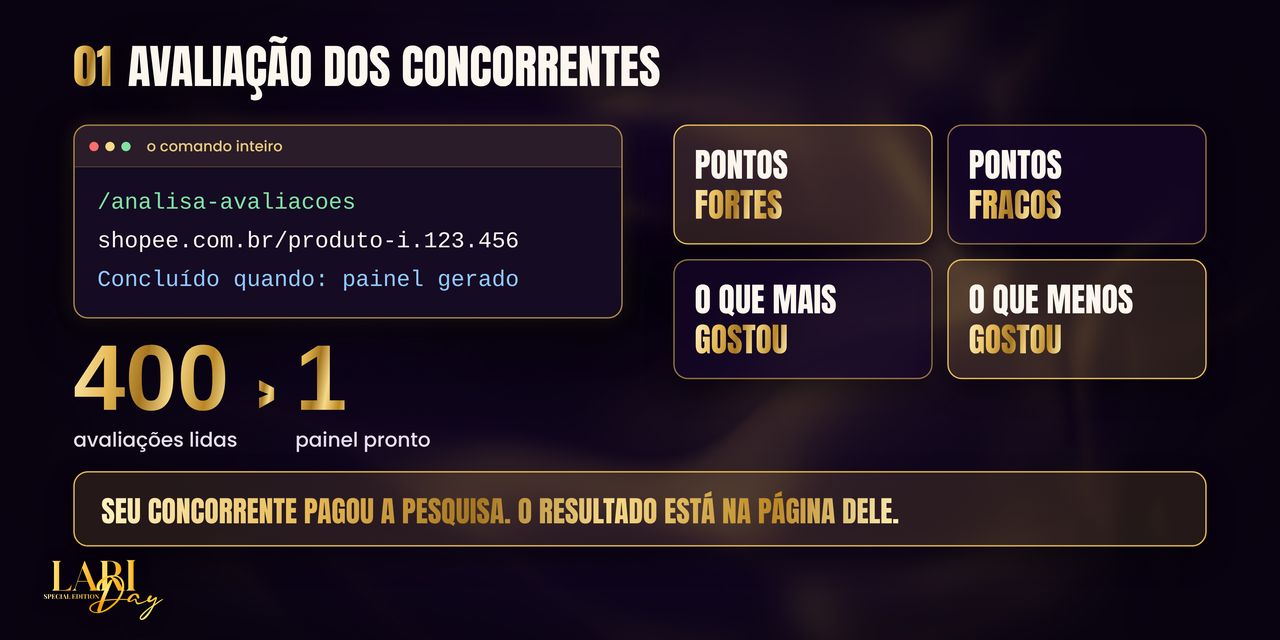 01 AVALIAÇÃO DOS CONCORRENTES
o comando inteiro
/analisa-avaliacoes
shopee.com.br/produto-i.123.456
Concluído quando: painel gerado
400 › 1
avaliações lidas painel pronto
PONTOS
FORTES
PONTOS
FRACOS
O QUE MAIS
GOSTOU
O QUE MENOS
GOSTOU
SEU CONCORRENTE PAGOU A PESQUISA. O RESULTADO ESTÁ NA PÁGINA DELE.
LABI
SPECIAL EDITION Day